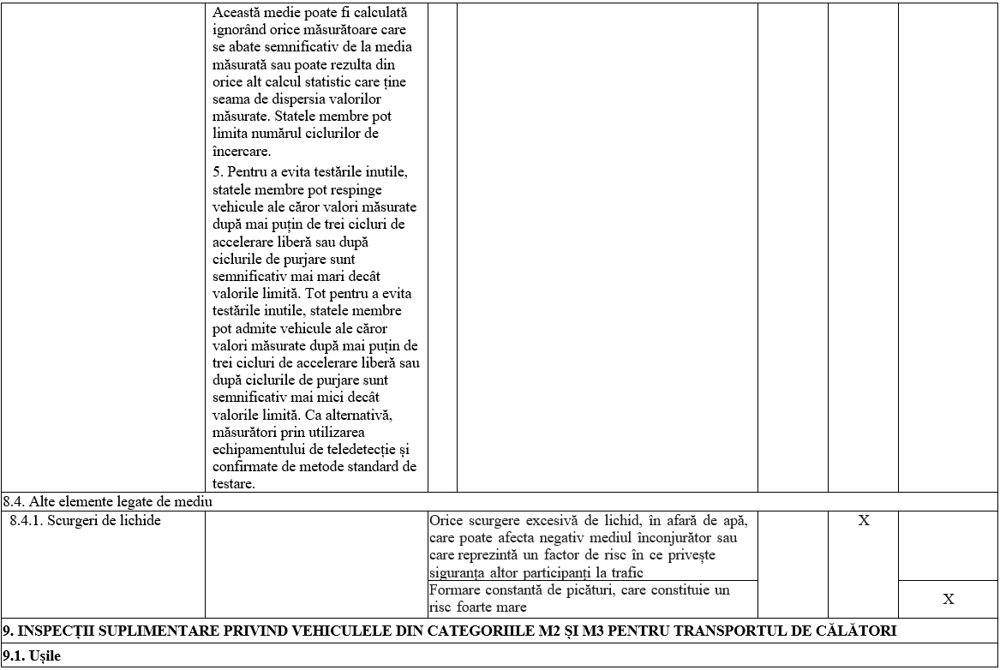 Această medie poate fi calculată
ignorând orice măsurătoare care
se abate semnificativ de la media
măsurată sau poate rezulta din
orice alt calcul statistic care ține
seama de dispersia valorilor
măsurate. Statele membre pot
limita numărul ciclurilor de
încercare.
5. Pentru a evita testările inutile,
statele membre pot respinge
vehicule ale căror valori măsurate
după mai puțin de trei cicluri de
accelerare liberă sau după
ciclurile de purjare sunt
semnificativ mai mari decât
valorile limită. Tot pentru a evita
testările inutile, statele membre
pot admite vehicule ale căror
valori măsurate după mai puțin de
trei cicluri de accelerare liberă sau
după ciclurile de purjare sunt
semnificativ mai mici decât
valorile limită. Ca alternativă,
măsurători prin utilizarea
echipamentului de teledetecție și
confirmate de metode standard de
testare.
8.4. Alte elemente legate de mediu
8.4.1. Scurgeri de lichide
Orice scurgere excesivă de lichid, în afară de apă,
care poate afecta negativ mediul înconjurător sau
care reprezintă un factor de risc în ce privește
siguranța altor participanți la trafic
X
Formare constantă de picături, care constituie un
risc foarte mare
X
9. INSPECȚII SUPLIMENTARE PRIVIND VEHICULELE DIN CATEGORIILE M2 ȘI M3 PENTRU TRANSPORTUL DE CĂLĂTORI
9.1. Ușile